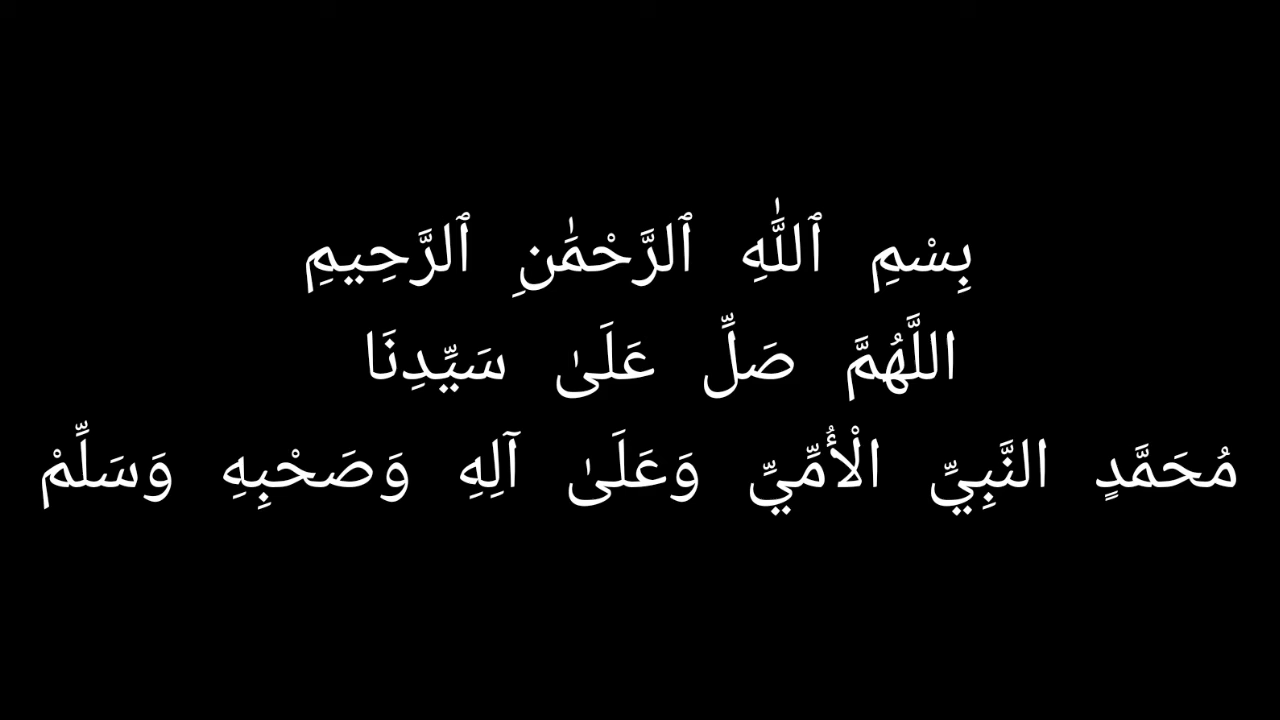 بِسْمِ ٱللَّٰهِ ٱلرَّحْمَٰنِ ٱلرَّحِيمِ
اللَّهُمَّ صَلِّ عَلَىٰ سَيِّدِنَا
مُحَمَّدٍ النَّبِيِّ الْأُمِّيِّ وَعَلَىٰ آلِهِ وَصَحْبِهِ وَسَلِّمْ